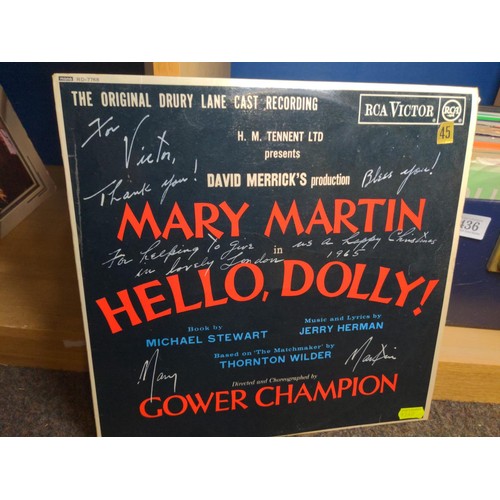 THE ORIGINAL DRURY LANE CAST RECORDING
RCA VICTOR
RCA
45
For Victor,
H. M. TENNENT LTD
presents
Thank you!
Bless you!
DAVID MERRICK'S production
MARY MARTIN
For helping to give us a happy Christmas
in
in lovely London 1965
HELLO, DOLLY!
Book by
MICHAEL STEWART
Music and Lyrics by
JERRY HERMAN
Based on 'The Matchmaker' by
THORNTON WILDER
Mary Martin
Directed and Choreographed by
GOWER CHAMPION
436